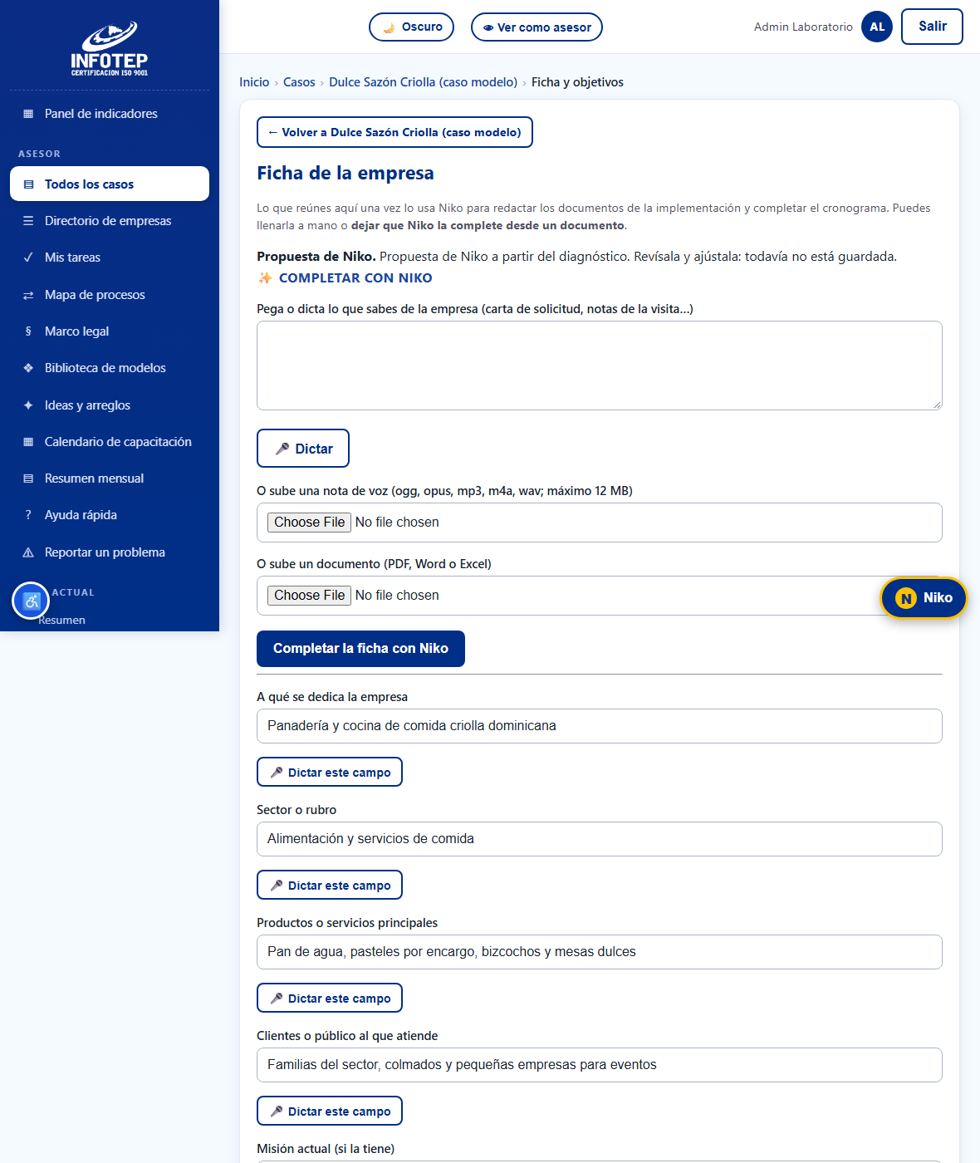 INFOTEP
CERTIFICACION ISO 9001
Panel de indicadores
ASESOR
Todos los casos
Directorio de empresas
Mis tareas
Mapa de procesos
Marco legal
Biblioteca de modelos
Ideas y arreglos
Calendario de capacitación
Resumen mensual
Ayuda rápida
Reportar un problema
ACTUAL
Resumen
Oscuro
Ver como asesor
Admin Laboratorio
AL
Salir
Inicio › Casos › Dulce Sazón Criolla (caso modelo) › Ficha y objetivos
← Volver a Dulce Sazón Criolla (caso modelo)
Ficha de la empresa
Lo que reúnes aquí una vez lo usa Niko para redactar los documentos de la implementación y completar el cronograma. Puedes
llenarla a mano o dejar que Niko la complete desde un documento.
Propuesta de Niko. Propuesta de Niko a partir del diagnóstico. Revísala y ajústala: todavía no está guardada.
✨ COMPLETAR CON NIKO
Pega o dicta lo que sabes de la empresa (carta de solicitud, notas de la visita...)
Dictar
O sube una nota de voz (ogg, opus, mp3, m4a, wav; máximo 12 MB)
Choose File No file chosen
O sube un documento (PDF, Word o Excel)
Choose File No file chosen
N Niko
Completar la ficha con Niko
A qué se dedica la empresa
Panadería y cocina de comida criolla dominicana
Dictar este campo
Sector o rubro
Alimentación y servicios de comida
Dictar este campo
Productos o servicios principales
Pan de agua, pasteles por encargo, bizcochos y mesas dulces
Dictar este campo
Clientes o público al que atiende
Familias del sector, colmados y pequeñas empresas para eventos
Dictar este campo
Misión actual (si la tiene)